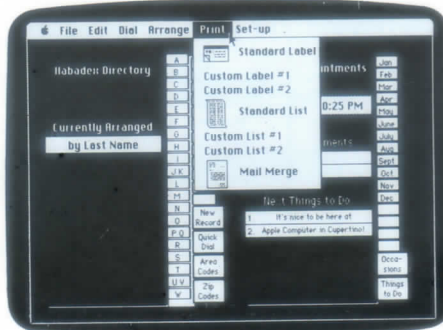 File Edit Dial Arrange Print Set-up
Habadex Directory
Currently Arranged
by Last Name
A
B
C
D
E
F
G
H
I
JK
L
M
N
O
PQ
R
S
T
UV
W
Standard Label
Custom Label #1
Custom Label #2
Standard List
Custom List #1
Custom List #2
Mail Merge
New
Record
Quick
Dial
Area
Codes
Zip
Codes
0:25 PM
Things to Do
1 It's nice to be here at
2. Apple Computer in Cupertino!
Jan
Feb
Mar
Apr
May
June
July
Aug
Sept
Oct
Nov
Dec
Occa-
sions
Things
to Do